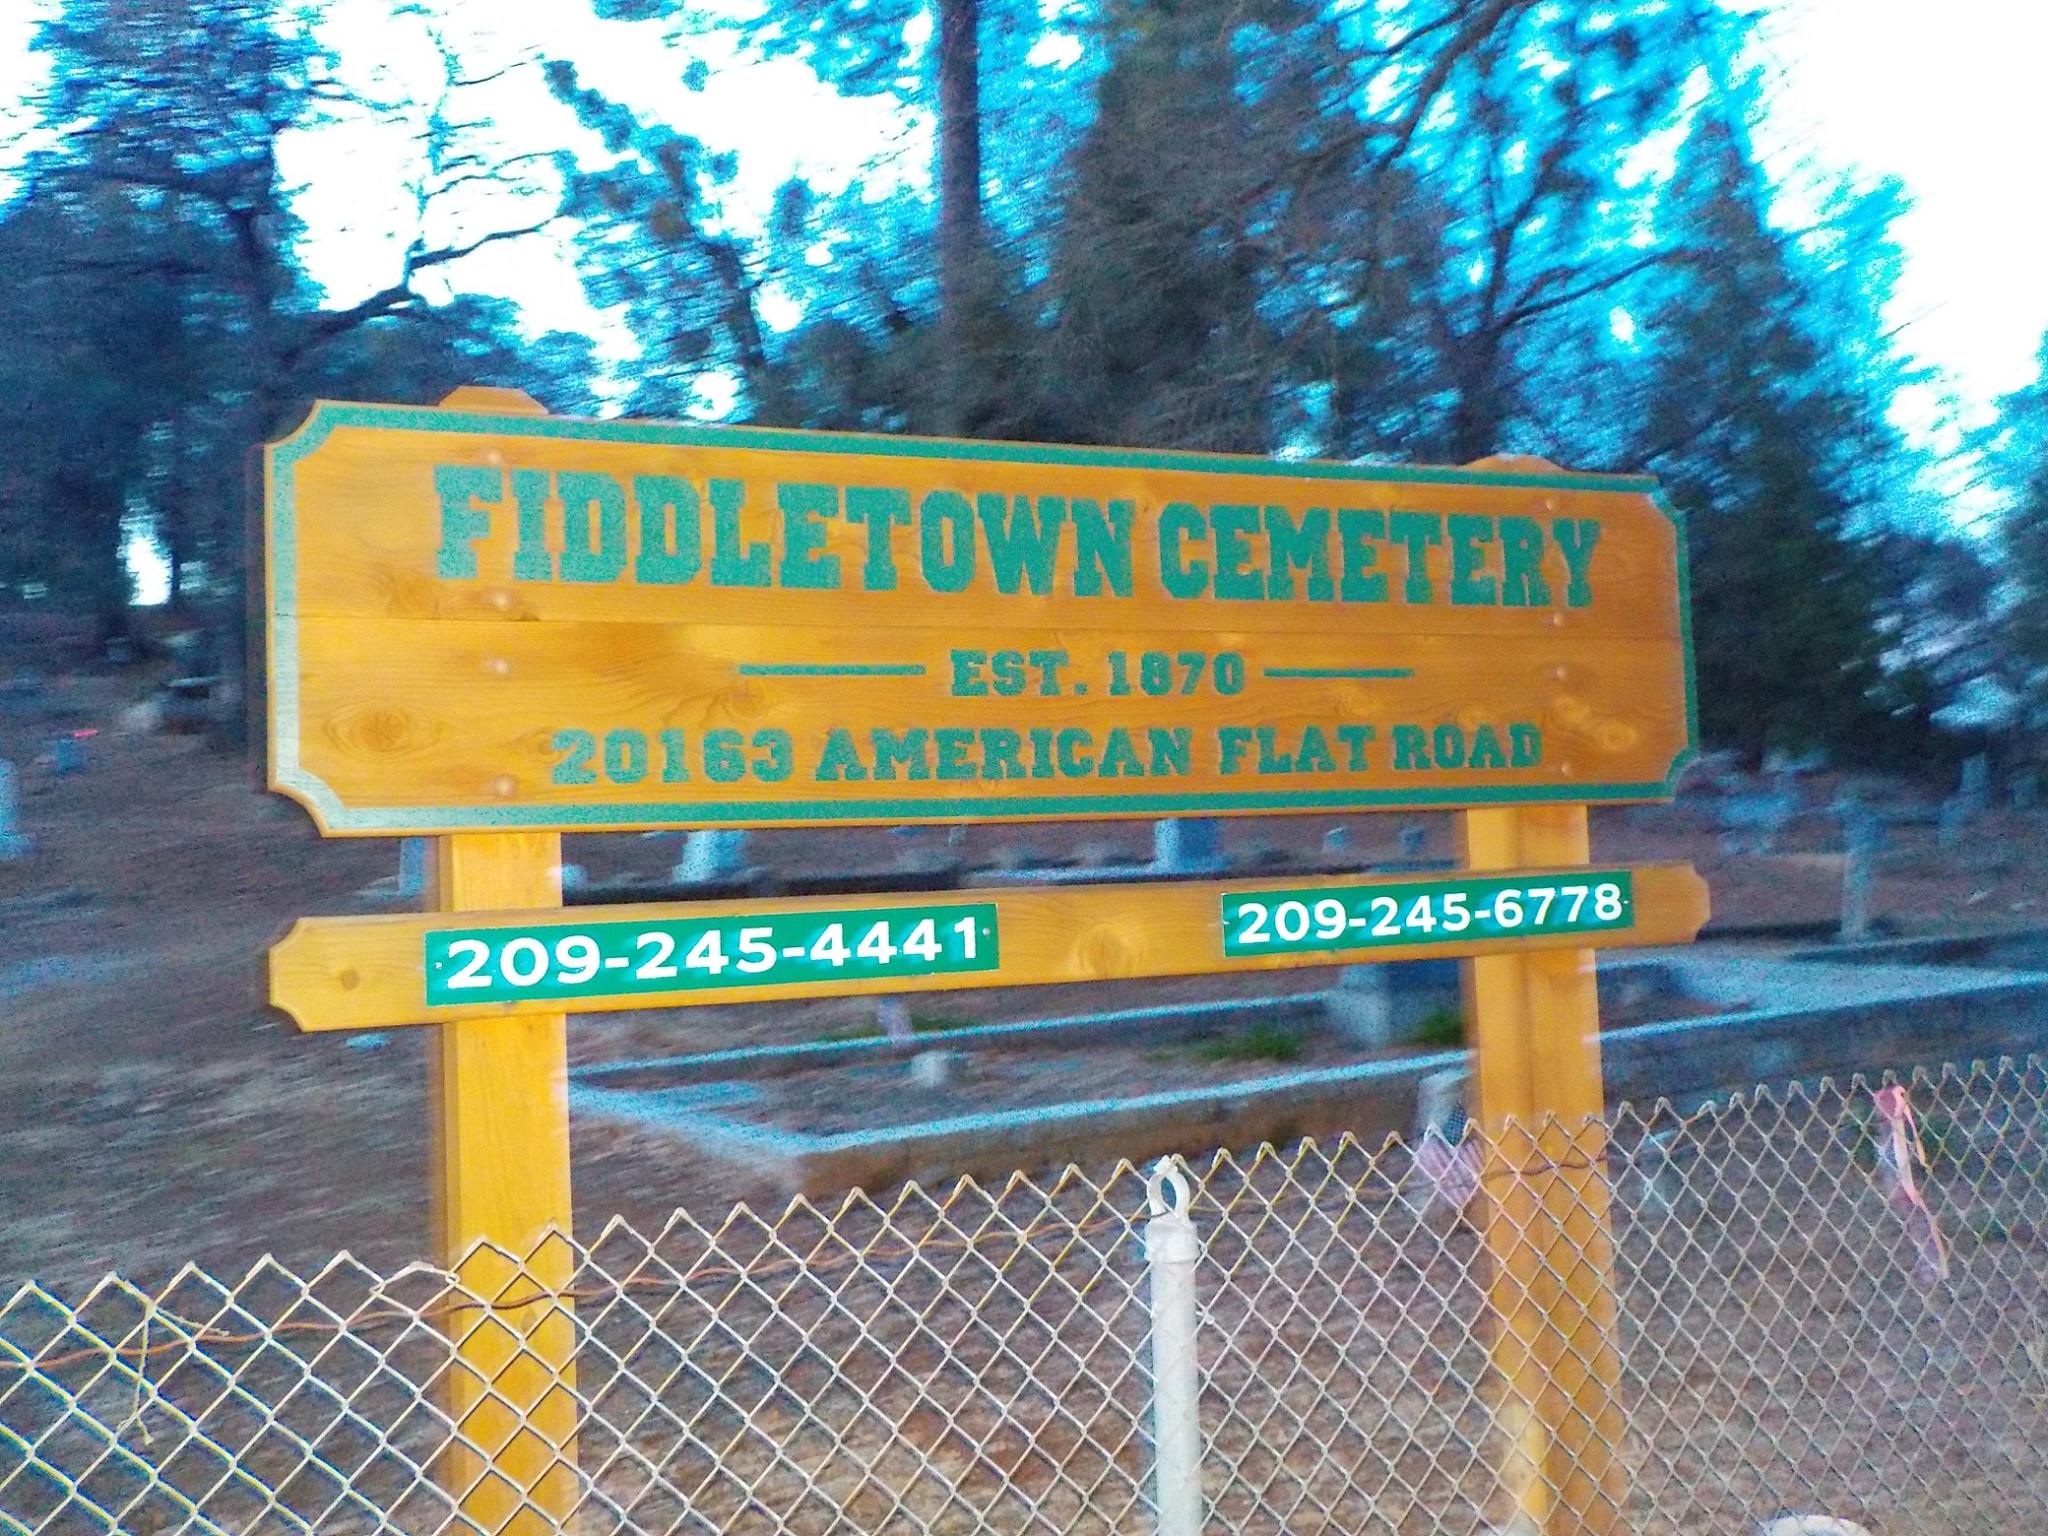 FIDDLETOWN CEMETERY
EST. 1870
20163 AMERICAN FLAT ROAD
209-245-4441 209-245-6778